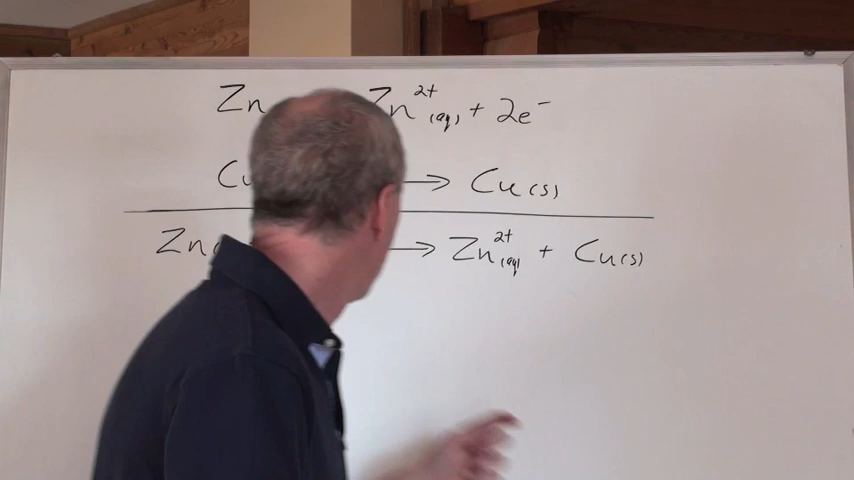 Zn Zn²⁺(aq) + 2e⁻
Cu → Cu(s)
Zn → Zn²⁺(aq) + Cu(s)